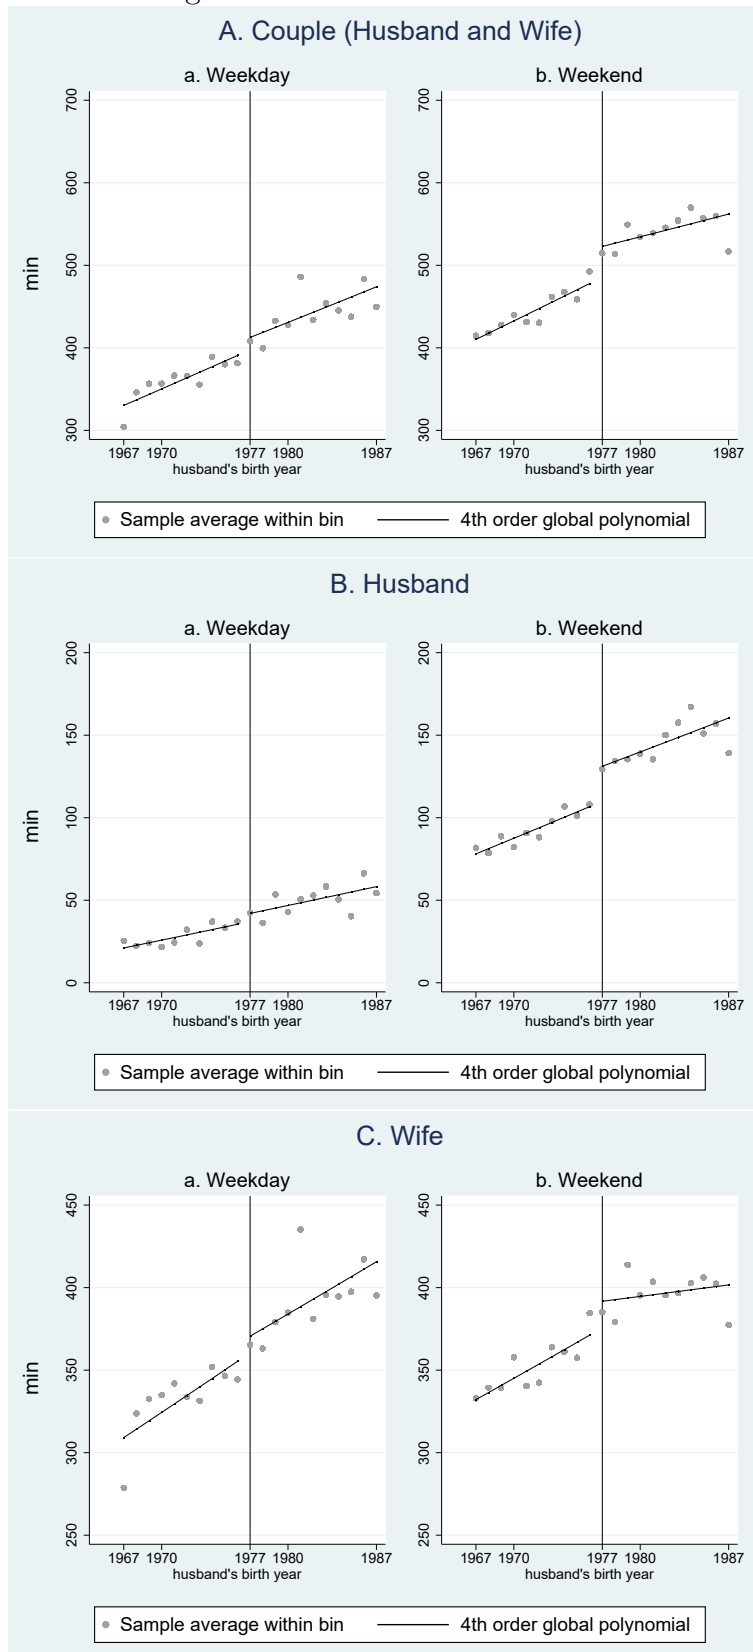 A. Couple (Husband and Wife)
a. Weekday
b. Weekend
min
700
600
500
400
300
1967 1970 1977 1980 1987
husband's birth year
700
600
500
400
300
1967 1970 1977 1980 1987
husband's birth year
Sample average within bin 4th order global polynomial
B. Husband
a. Weekday
b. Weekend
min
200
150
100
50
0
1967 1970 1977 1980 1987
husband's birth year
200
150
100
50
0
1967 1970 1977 1980 1987
husband's birth year
Sample average within bin 4th order global polynomial
C. Wife
a. Weekday
b. Weekend
min
450
400
350
300
250
1967 1970 1977 1980 1987
husband's birth year
450
400
350
300
250
1967 1970 1977 1980 1987
husband's birth year
Sample average within bin 4th order global polynomial